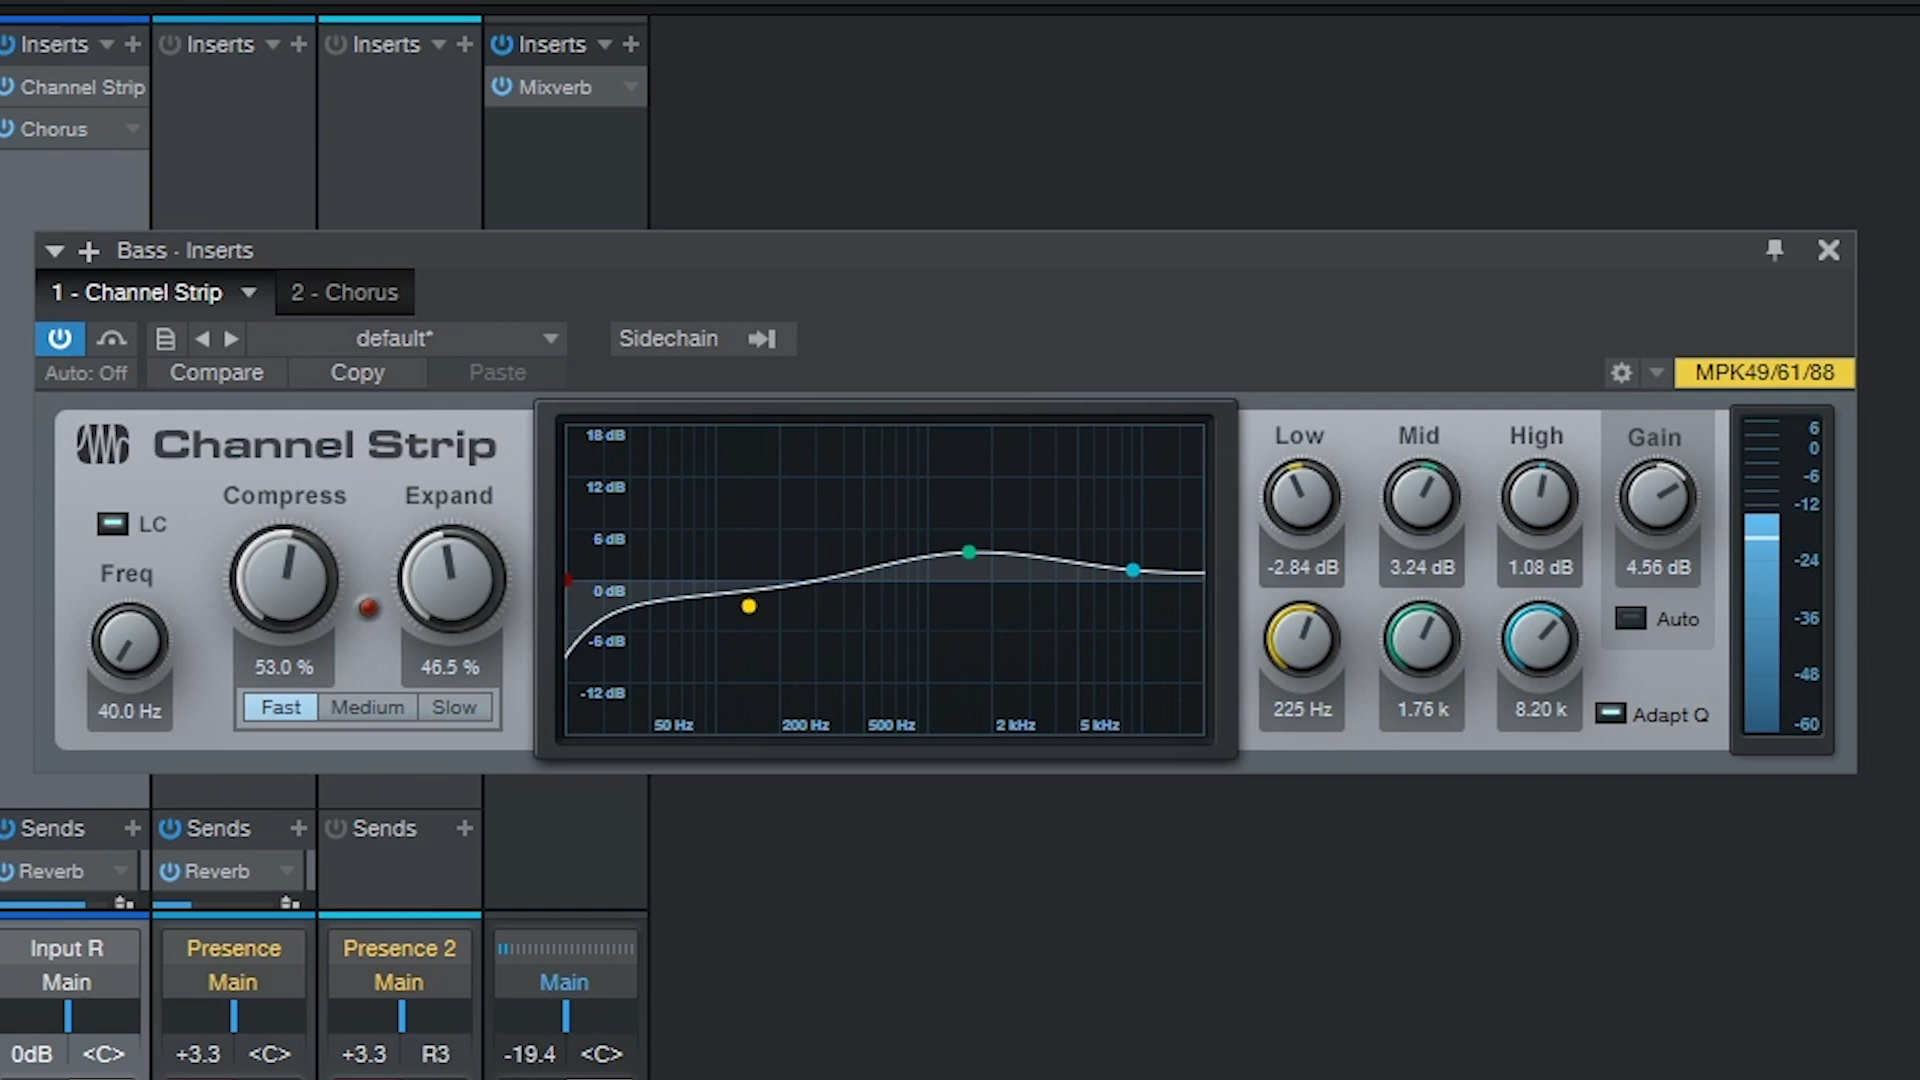 Inserts Inserts Inserts Inserts
Channel Strip Mixverb
Chorus
Bass - Inserts
1 - Channel Strip 2 - Chorus
default* Sidechain
Auto: Off Compare Copy Paste MPK49/61/88
Channel Strip
LC
Freq
40.0 Hz
Compress Expand
53.0 % 46.5 %
Fast Medium Slow
18 dB
12 dB
6 dB
0 dB
-6 dB
-12 dB
50 Hz 200 Hz 500 Hz 2 kHz 5 kHz
Low Mid High Gain
-2.84 dB 3.24 dB 1.08 dB 4.56 dB
Auto
225 Hz 1.76 k 8.20 k Adapt Q
6
0
-6
-12
-24
-36
-48
-60
Sends Sends Sends
Reverb Reverb
Input R Presence Presence 2
Main Main Main Main
0dB <C> +3.3 <C> +3.3 R3 -19.4 <C>